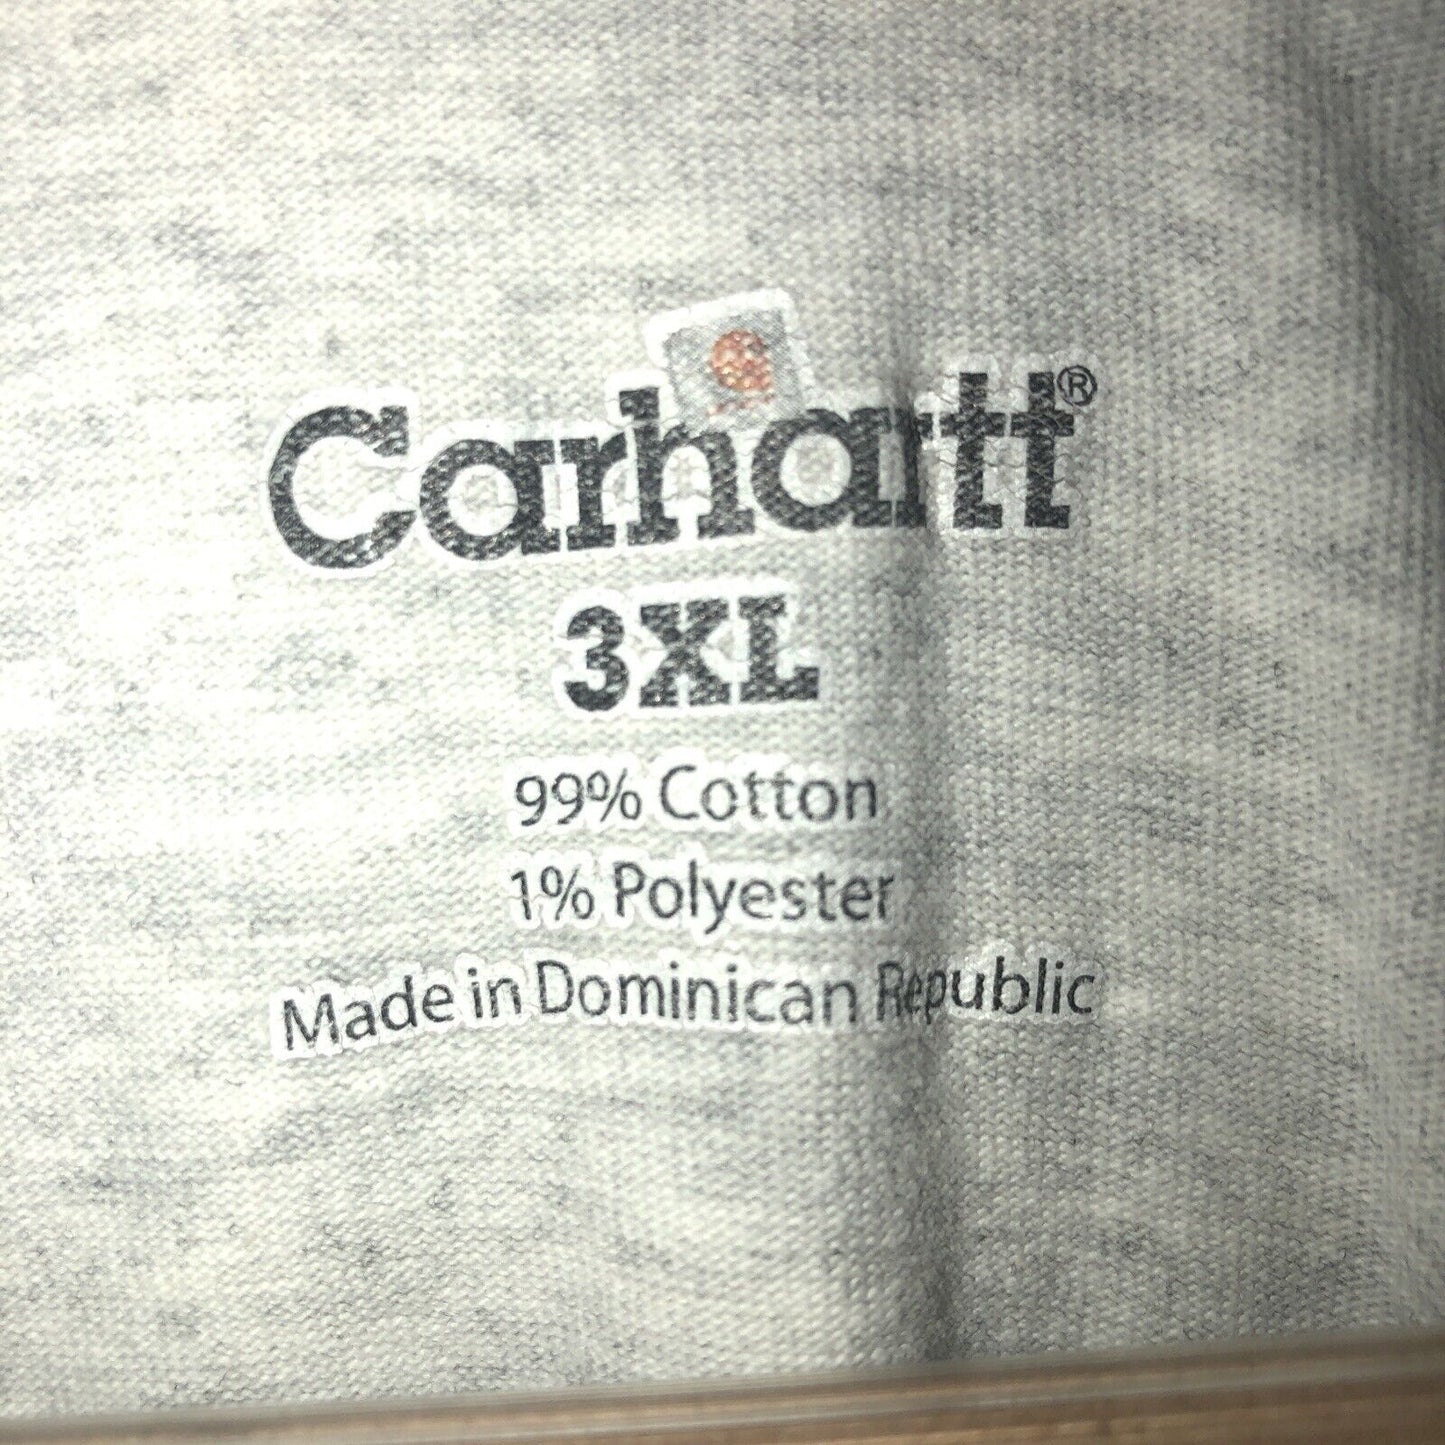 Carhartt®
3XL
99% Cotton
1% Polyester
Made in Dominican Republic